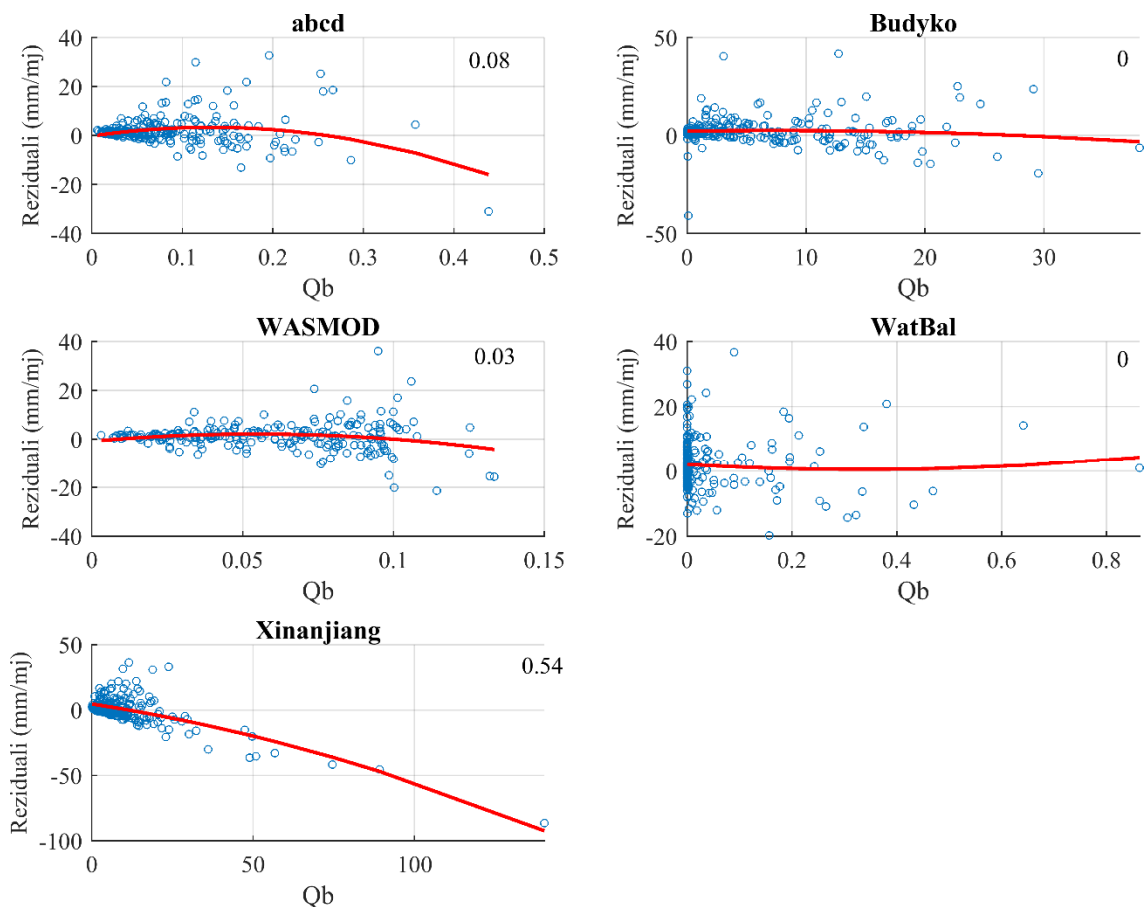 abcd
40
20
0
-20
-40
Reziduali (mm/mj)
0.08
0 0.1 0.2 0.3 0.4 0.5
Qb
Budyko
50
0
-50
Reziduali (mm/mj)
0
0 10 20 30
Qb
WASMOD
40
20
0
-20
-40
Reziduali (mm/mj)
0.03
0 0.05 0.1 0.15
Qb
WatBal
40
20
0
-20
Reziduali (mm/mj)
0
0 0.2 0.4 0.6 0.8
Qb
Xinanjiang
50
0
-50
-100
Reziduali (mm/mj)
0.54
0 50 100
Qb